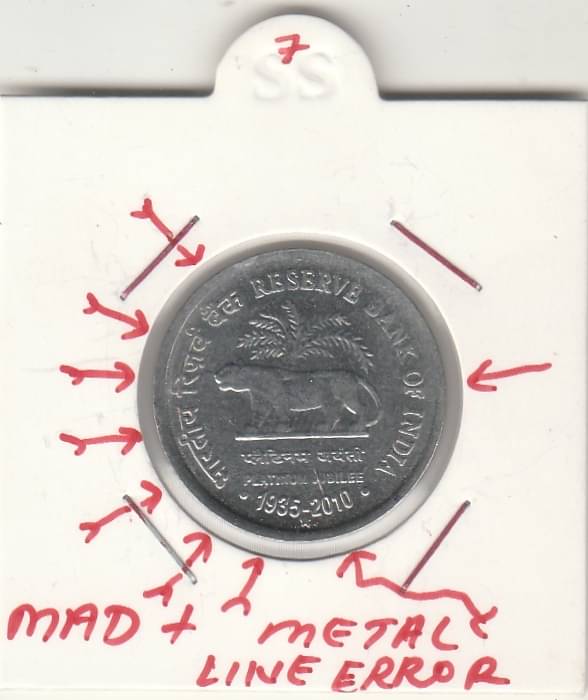 7
SS
भारतीय रिज़र्व बैंक RESERVE BANK OF INDIA
प्लैटिनम जयंती
PLATINUM JUBILEE
• 1935-2010 •
MAD + METAL
LINE ERROR